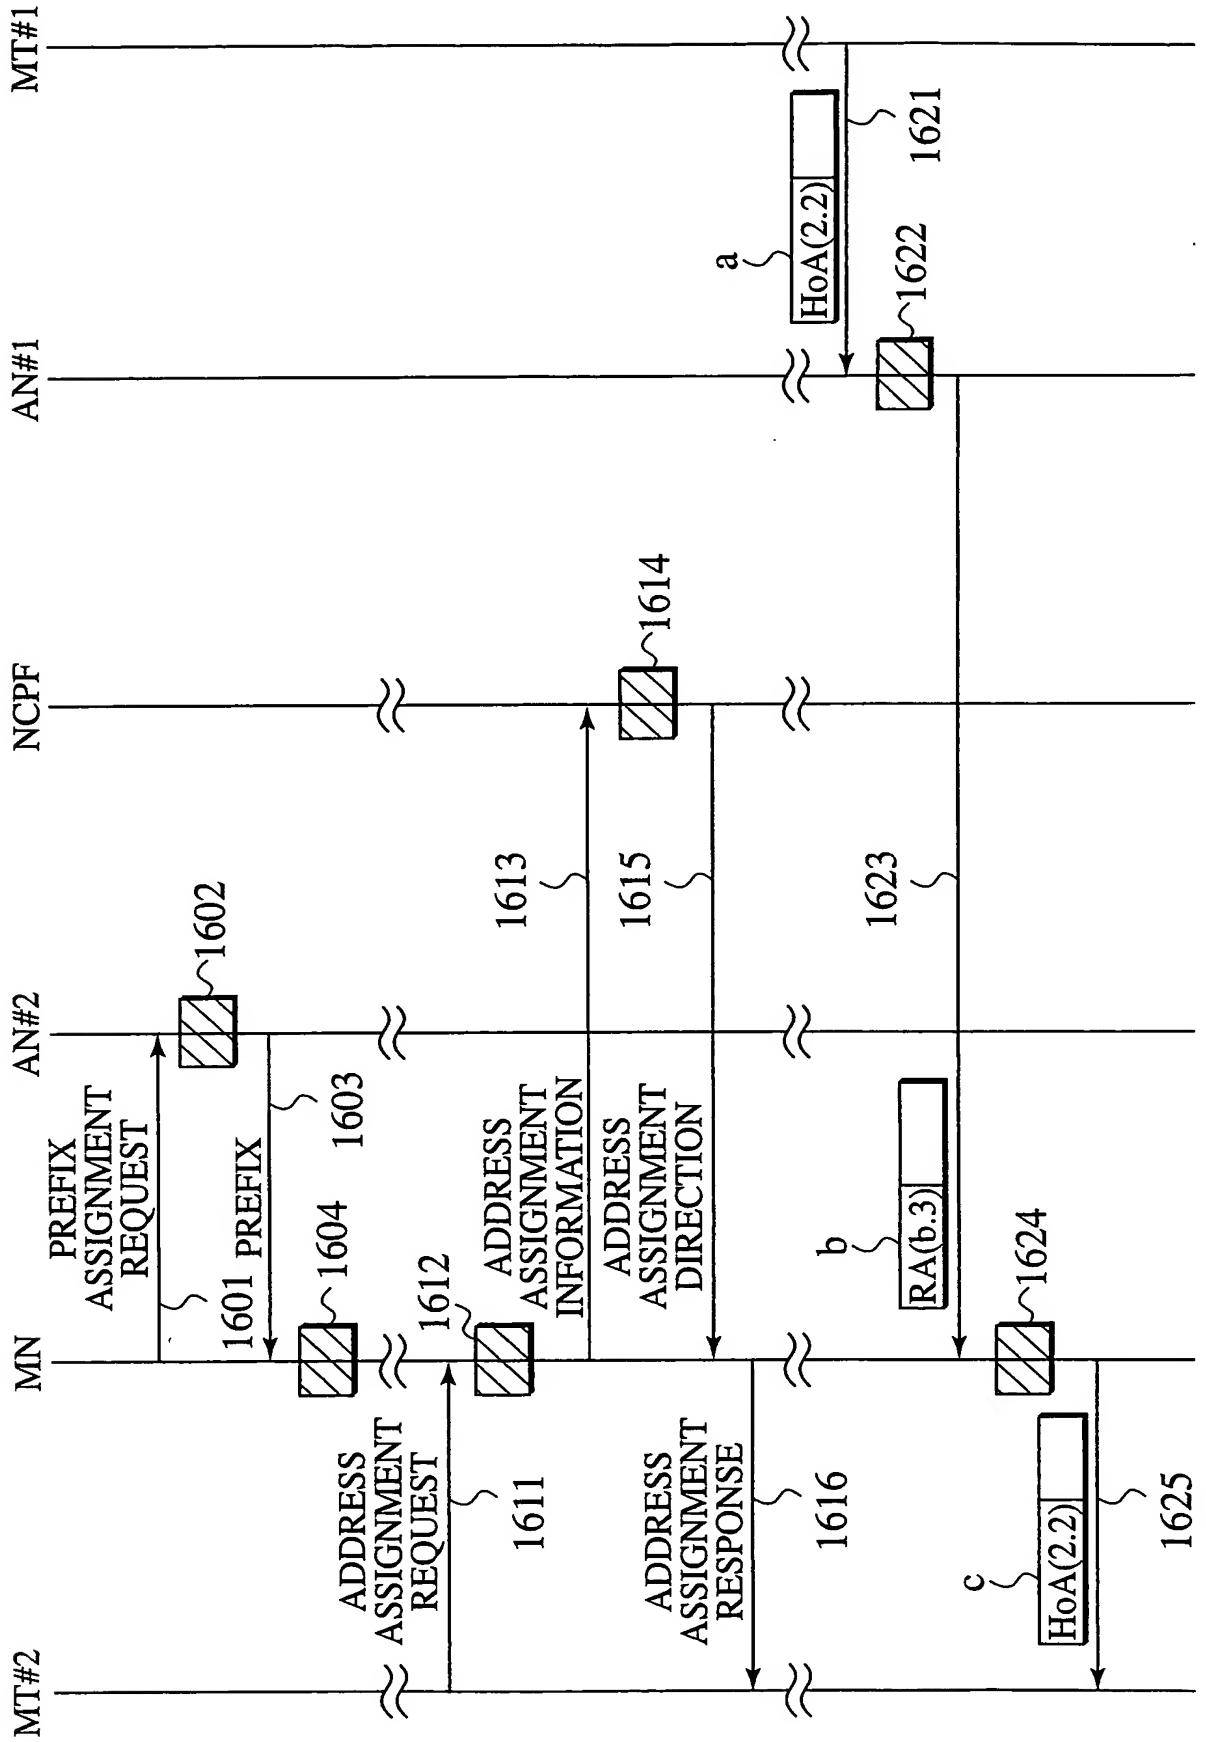 MT#2
MN
AN#2
NCPF
AN#1
MT#1
PREFIX
ASSIGNMENT
REQUEST
1601
1602
PREFIX
1603
1604
ADDRESS
ASSIGNMENT
REQUEST
1611
1612
ADDRESS
ASSIGNMENT
INFORMATION
1613
1614
ADDRESS
ASSIGNMENT
DIRECTION
1615
ADDRESS
ASSIGNMENT
RESPONSE
1616
a
HoA(2.2)
1621
1622
b
RA(b.3)
1623
1624
c
HoA(2.2)
1625